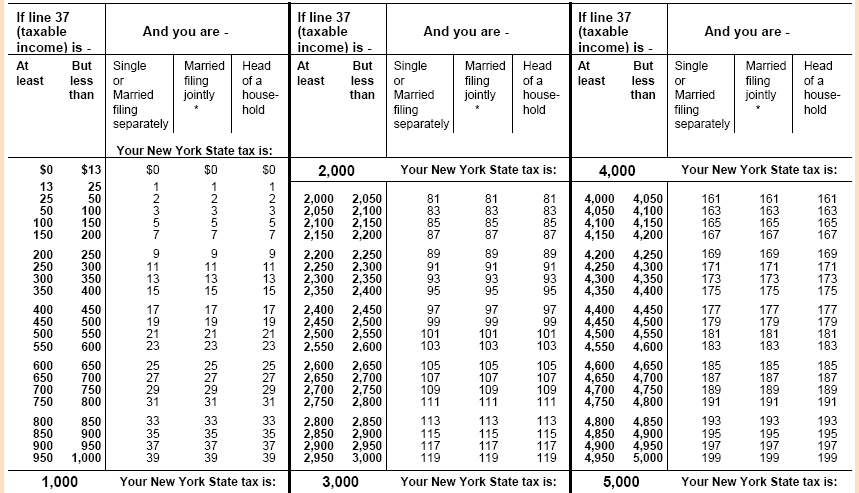 If line 37
(taxable
income) is -
And you are -
At least
But less than
Single or Married filing separately
Married filing jointly *
Head of a house-hold
Your New York State tax is:
$0 $13 $0 $0 $0
13 25 1 1 1
25 50 2 2 2
50 100 3 3 3
100 150 5 5 5
150 200 7 7 7
200 250 9 9 9
250 300 11 11 11
300 350 13 13 13
350 400 15 15 15
400 450 17 17 17
450 500 19 19 19
500 550 21 21 21
550 600 23 23 23
600 650 25 25 25
650 700 27 27 27
700 750 29 29 29
750 800 31 31 31
800 850 33 33 33
850 900 35 35 35
900 950 37 37 37
950 1,000 39 39 39
1,000 Your New York State tax is:
If line 37
(taxable
income) is -
And you are -
At least
But less than
Single or Married filing separately
Married filing jointly *
Head of a house-hold
2,000 Your New York State tax is:
2,000 2,050 81 81 81
2,050 2,100 83 83 83
2,100 2,150 85 85 85
2,150 2,200 87 87 87
2,200 2,250 89 89 89
2,250 2,300 91 91 91
2,300 2,350 93 93 93
2,350 2,400 95 95 95
2,400 2,450 97 97 97
2,450 2,500 99 99 99
2,500 2,550 101 101 101
2,550 2,600 103 103 103
2,600 2,650 105 105 105
2,650 2,700 107 107 107
2,700 2,750 109 109 109
2,750 2,800 111 111 111
2,800 2,850 113 113 113
2,850 2,900 115 115 115
2,900 2,950 117 117 117
2,950 3,000 119 119 119
3,000 Your New York State tax is:
If line 37
(taxable
income) is -
And you are -
At least
But less than
Single or Married filing separately
Married filing jointly *
Head of a house-hold
4,000 Your New York State tax is:
4,000 4,050 161 161 161
4,050 4,100 163 163 163
4,100 4,150 165 165 165
4,150 4,200 167 167 167
4,200 4,250 169 169 169
4,250 4,300 171 171 171
4,300 4,350 173 173 173
4,350 4,400 175 175 175
4,400 4,450 177 177 177
4,450 4,500 179 179 179
4,500 4,550 181 181 181
4,550 4,600 183 183 183
4,600 4,650 185 185 185
4,650 4,700 187 187 187
4,700 4,750 189 189 189
4,750 4,800 191 191 191
4,800 4,850 193 193 193
4,850 4,900 195 195 195
4,900 4,950 197 197 197
4,950 5,000 199 199 199
5,000 Your New York State tax is: